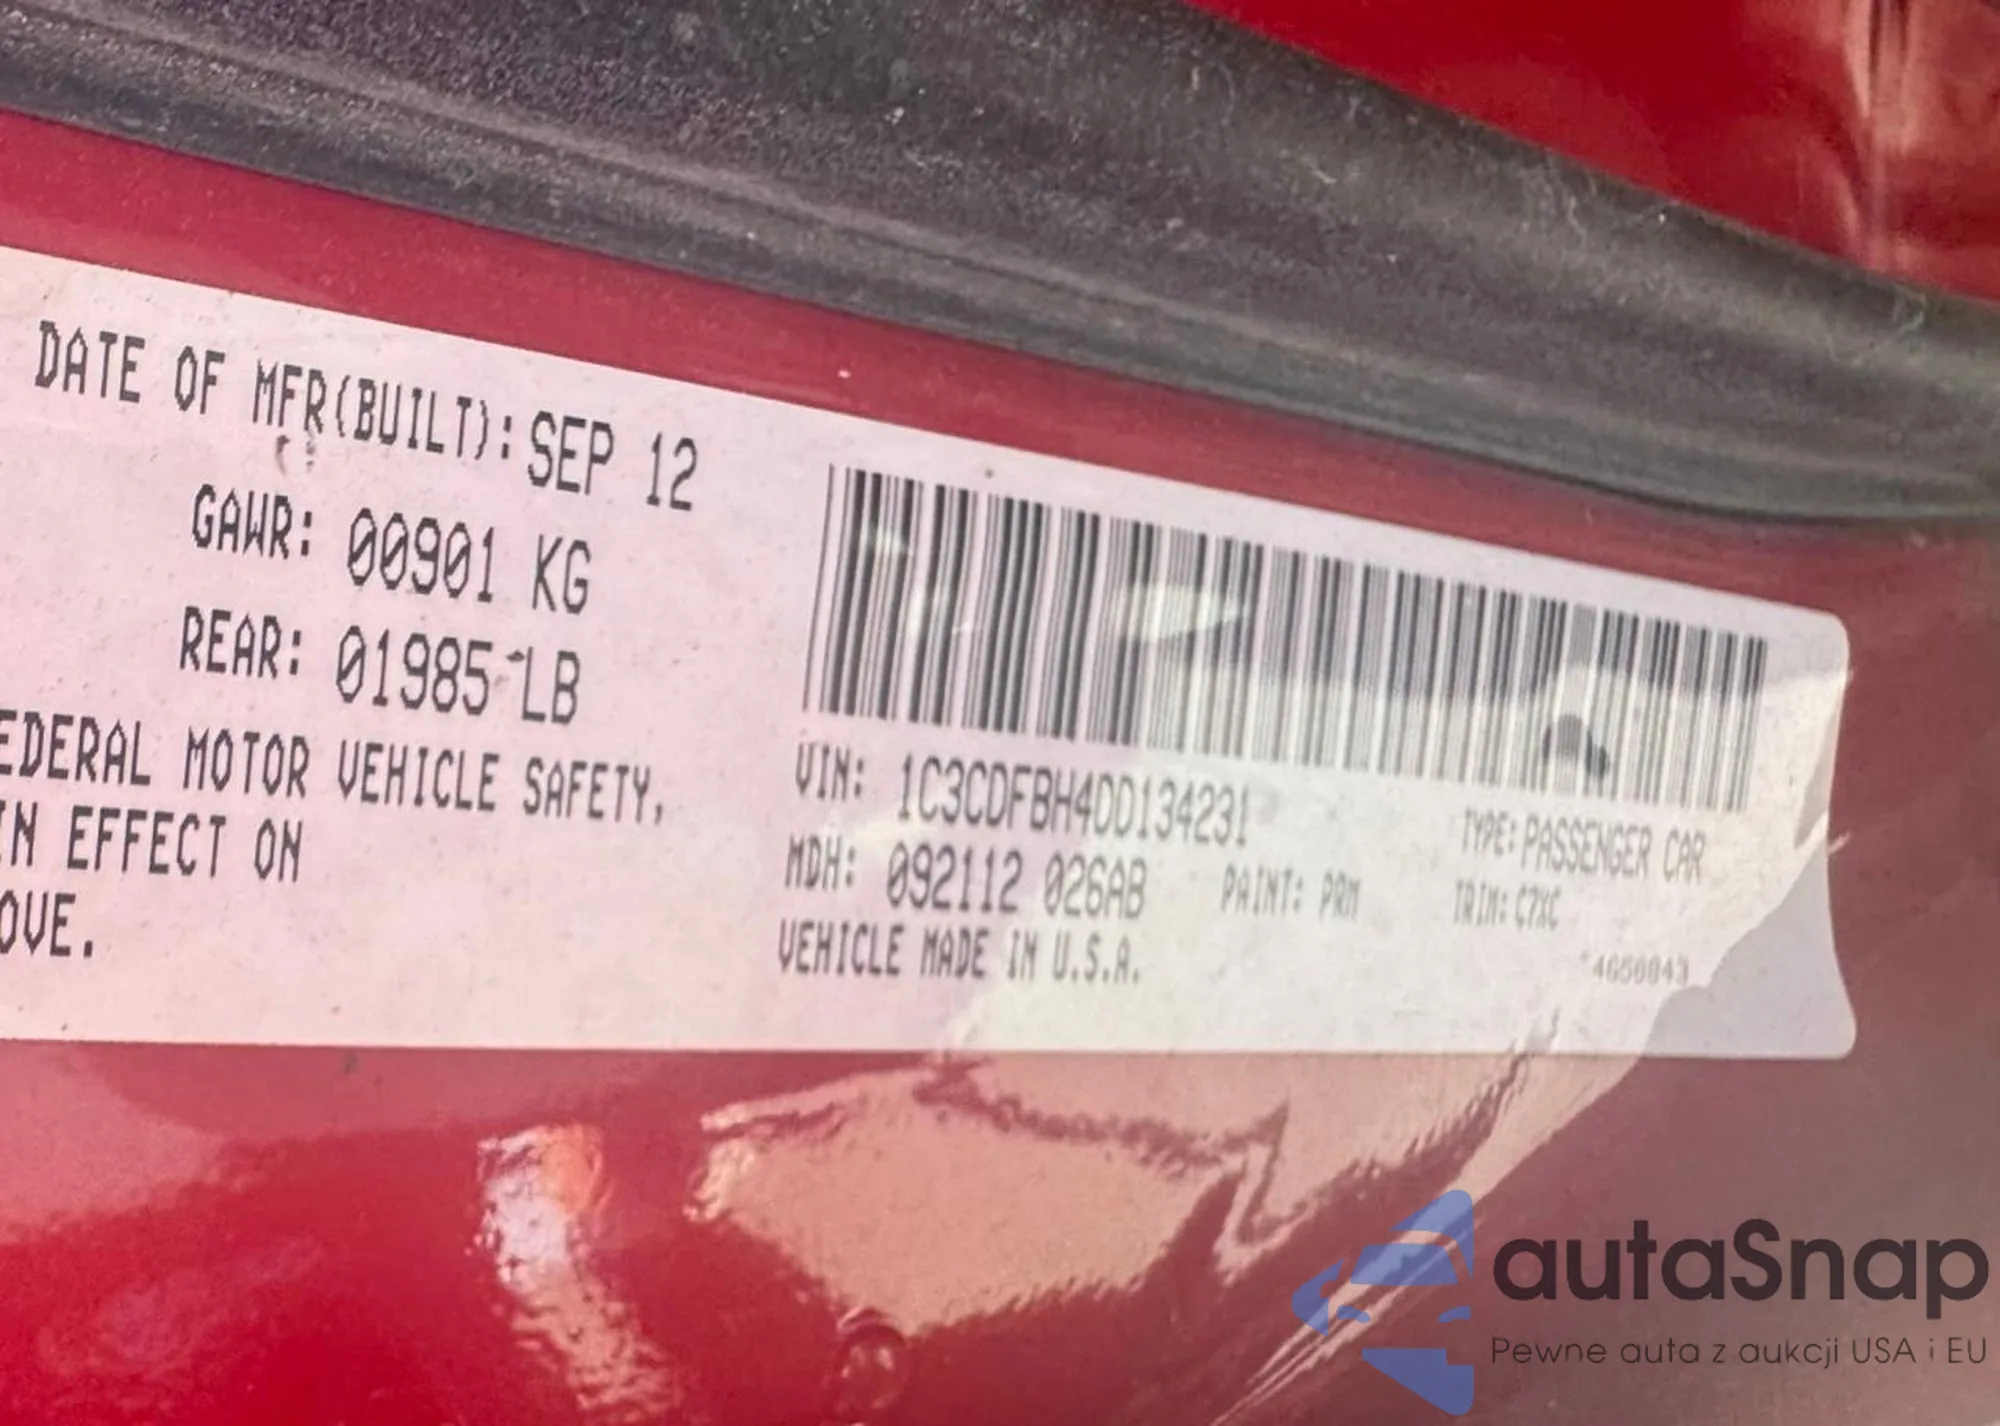 DATE OF MFR(BUILT): SEP 12
GAWR: 00901 KG
REAR: 01985 LB
EDERAL MOTOR VEHICLE SAFETY,
IN EFFECT ON
OVE.
VIN: 1C3CDFBH4DD134231
TYPE: PASSENGER CAR
MDH: 092112 026AB PAINT: PRM TRIM: C7XC
VEHICLE MADE IN U.S.A.
4650043
autaSnap
Pewne auta z aukcji USA i EU